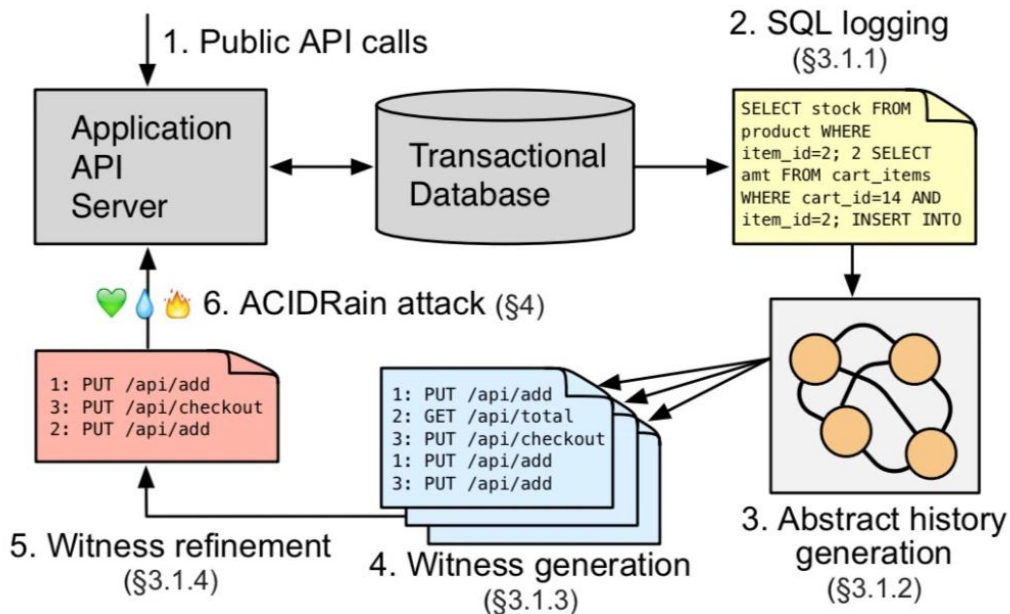 1. Public API calls
2. SQL logging
(§3.1.1)
Application
API
Server
Transactional
Database
SELECT stock FROM
product WHERE
item_id=2; 2 SELECT
amt FROM cart_items
WHERE cart_id=14 AND
item_id=2; INSERT INTO
6. ACIDRain attack (§4)
1: PUT /api/add
3: PUT /api/checkout
2: PUT /api/add
1: PUT /api/add
2: GET /api/total
3: PUT /api/checkout
1: PUT /api/add
3: PUT /api/add
3. Abstract history
generation
(§3.1.2)
5. Witness refinement
(§3.1.4)
4. Witness generation
(§3.1.3)